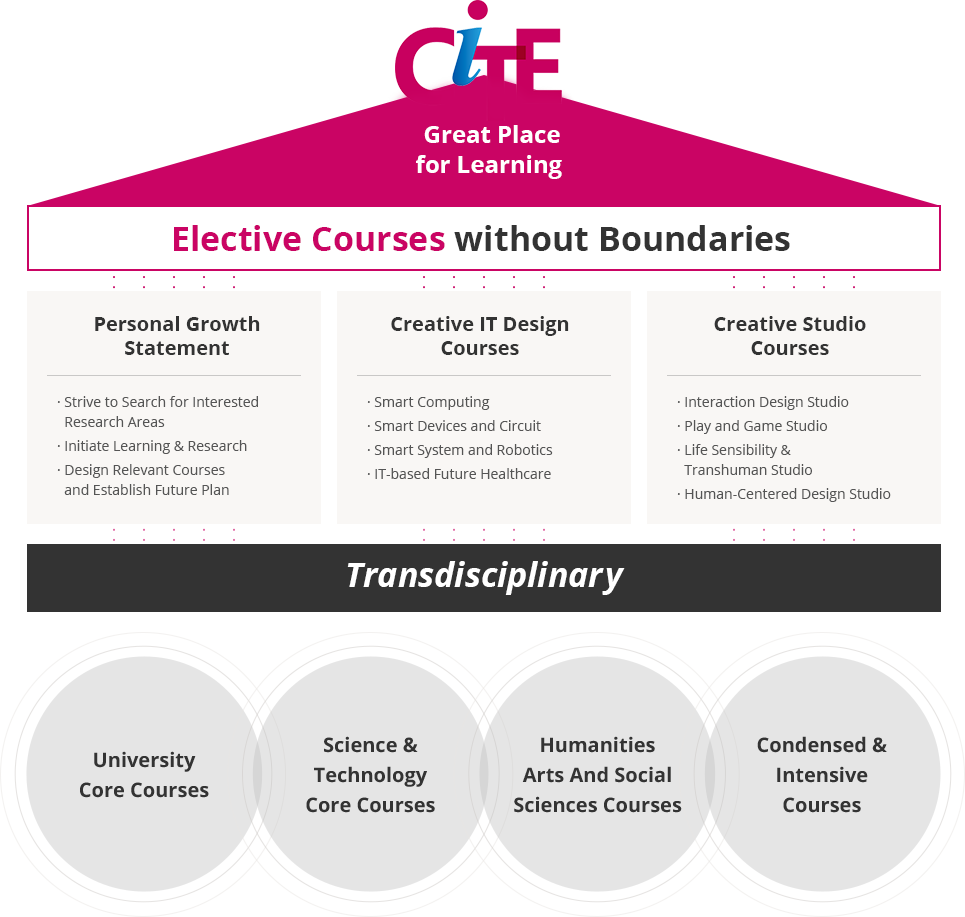 CiTE
Great Place
for Learning
Elective Courses without Boundaries
Personal Growth
Statement
· Strive to Search for Interested
Research Areas
· Initiate Learning & Research
· Design Relevant Courses
and Establish Future Plan
Creative IT Design
Courses
· Smart Computing
· Smart Devices and Circuit
· Smart System and Robotics
· IT-based Future Healthcare
Creative Studio
Courses
· Interaction Design Studio
· Play and Game Studio
· Life Sensibility &
Transhuman Studio
· Human-Centered Design Studio
Transdisciplinary
University
Core Courses
Science &
Technology
Core Courses
Humanities
Arts And Social
Sciences Courses
Condensed &
Intensive
Courses